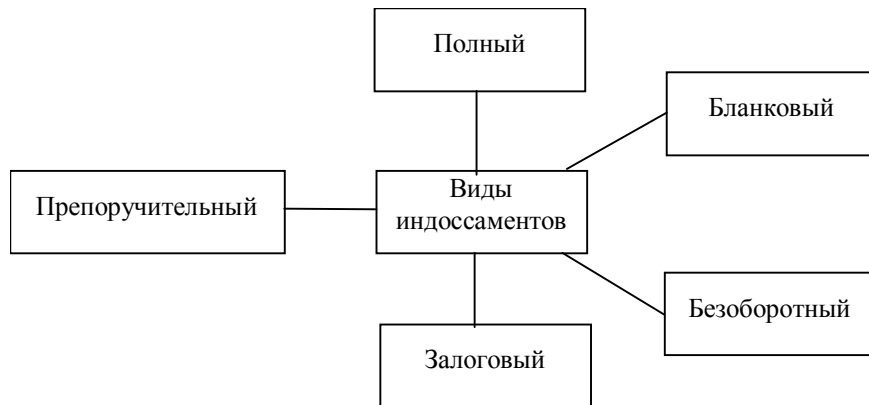 Полный
Бланковый
Препоручительный
Виды
индоссаментов
Безоборотный
Залоговый